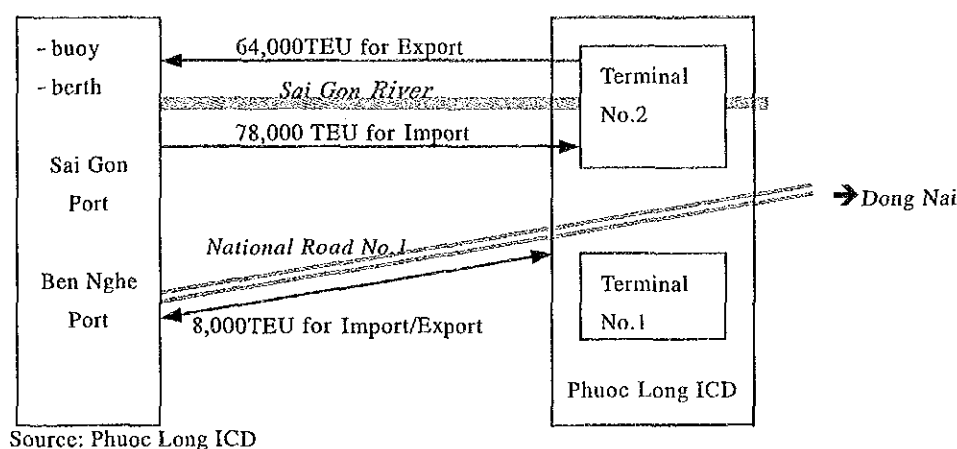 - buoy
- berth
Sai Gon
Port
Ben Nghe
Port
64,000TEU for Export
Sai Gon River
78,000 TEU for Import
National Road No.1
8,000TEU for Import/Export
Terminal
No.2
Dong Nai
Terminal
No.1
Phuoc Long ICD
Source: Phuoc Long ICD